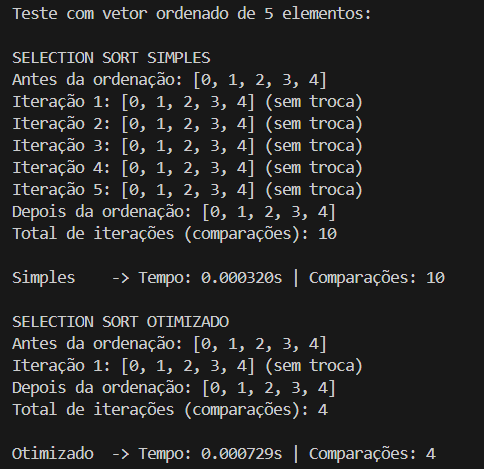 Teste com vetor ordenado de 5 elementos:

SELECTION SORT SIMPLES
Antes da ordenação: [0, 1, 2, 3, 4]
Iteração 1: [0, 1, 2, 3, 4] (sem troca)
Iteração 2: [0, 1, 2, 3, 4] (sem troca)
Iteração 3: [0, 1, 2, 3, 4] (sem troca)
Iteração 4: [0, 1, 2, 3, 4] (sem troca)
Iteração 5: [0, 1, 2, 3, 4] (sem troca)
Depois da ordenação: [0, 1, 2, 3, 4]
Total de iterações (comparações): 10

Simples    -> Tempo: 0.000320s | Comparações: 10

SELECTION SORT OTIMIZADO
Antes da ordenação: [0, 1, 2, 3, 4]
Iteração 1: [0, 1, 2, 3, 4] (sem troca)
Depois da ordenação: [0, 1, 2, 3, 4]
Total de iterações (comparações): 4

Otimizado  -> Tempo: 0.000729s | Comparações: 4